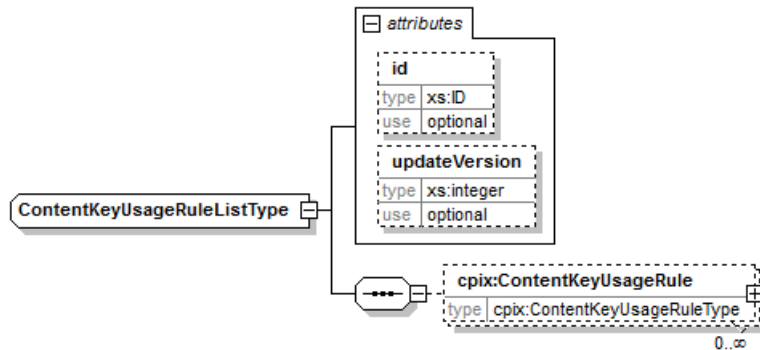 attributes
id
type xs:ID
use optional
updateVersion
type xs:integer
use optional
ContentKeyUsageRuleListType
cpix:ContentKeyUsageRule
type cpix:ContentKeyUsageRuleType
0..∞